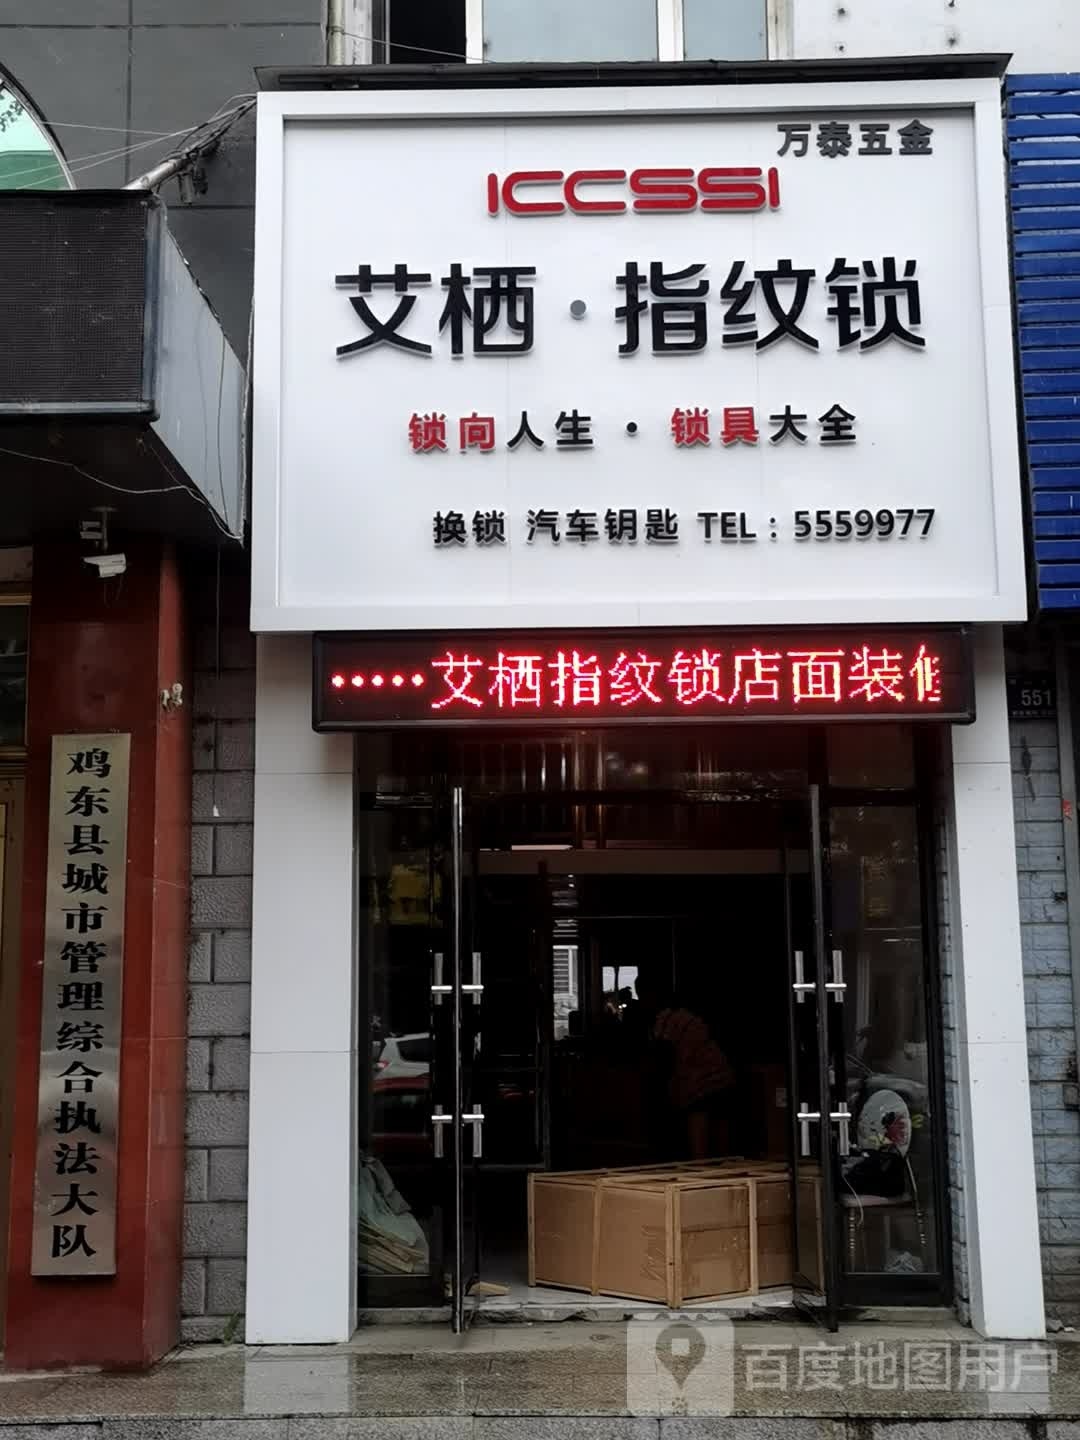 万泰五金
ICCSSI
艾栖·指纹锁
锁向人生·锁具大全
换锁 汽车钥匙 TEL：5559977
·····艾栖指纹锁店面装
551
鸡东县城市管理综合执法大队
百度地图用户